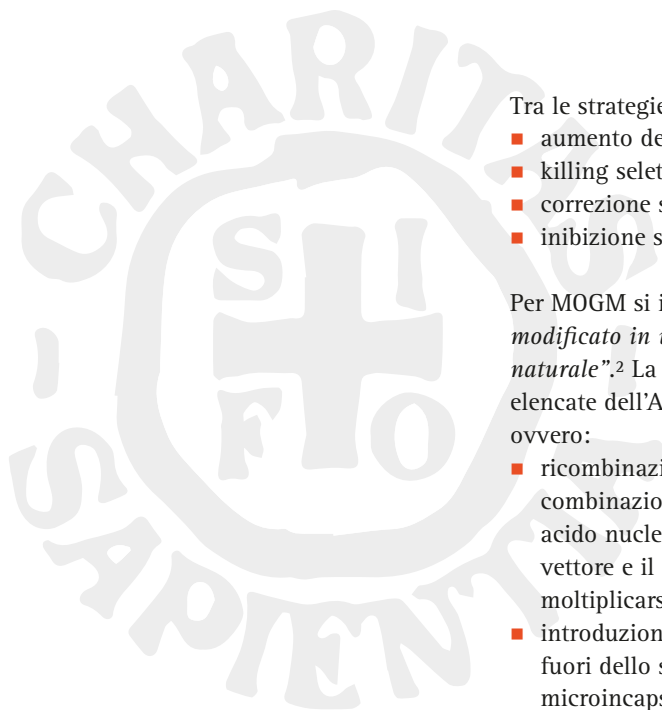 CHARITAS - SAPIENTIAE -
S I
F O
Tra le strategie
aumento de
killing selet
correzione s
inibizione s
Per MOGM si i
modificato in u
naturale".² La
elencate dell'A
ovvero:
ricombinazi
combinazio
acido nucle
vettore e il
moltiplicars
introduzion
fuori dello s
microincaps